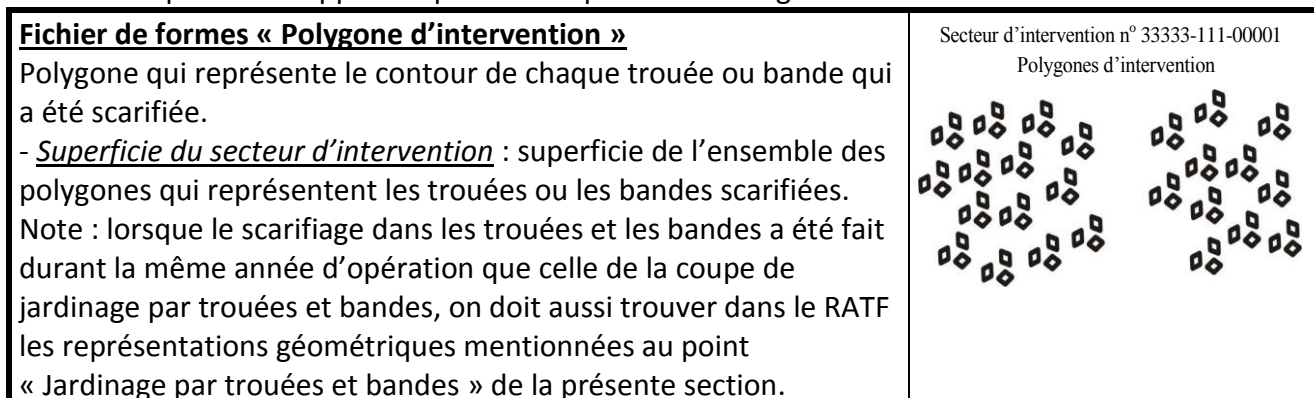 Fichier de formes « Polygone d'intervention »
Polygone qui représente le contour de chaque trouée ou bande qui
a été scarifiée.
- Superficie du secteur d'intervention : superficie de l'ensemble des
polygones qui représentent les trouées ou les bandes scarifiées.
Note : lorsque le scarifiage dans les trouées et les bandes a été fait
durant la même année d'opération que celle de la coupe de
jardinage par trouées et bandes, on doit aussi trouver dans le RATF
les représentations géométriques mentionnées au point
« Jardinage par trouées et bandes » de la présente section.
Secteur d'intervention nº 33333-111-00001
Polygones d'intervention